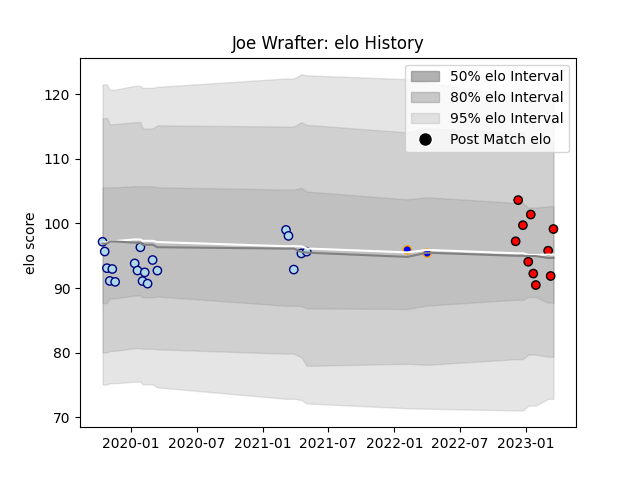 Joe Wrafter: elo History
50% elo Interval
80% elo Interval
95% elo Interval
Post Match elo
elo score
120
110
100
90
80
70
2020-01 2020-07 2021-01 2021-07 2022-01 2022-07 2023-01